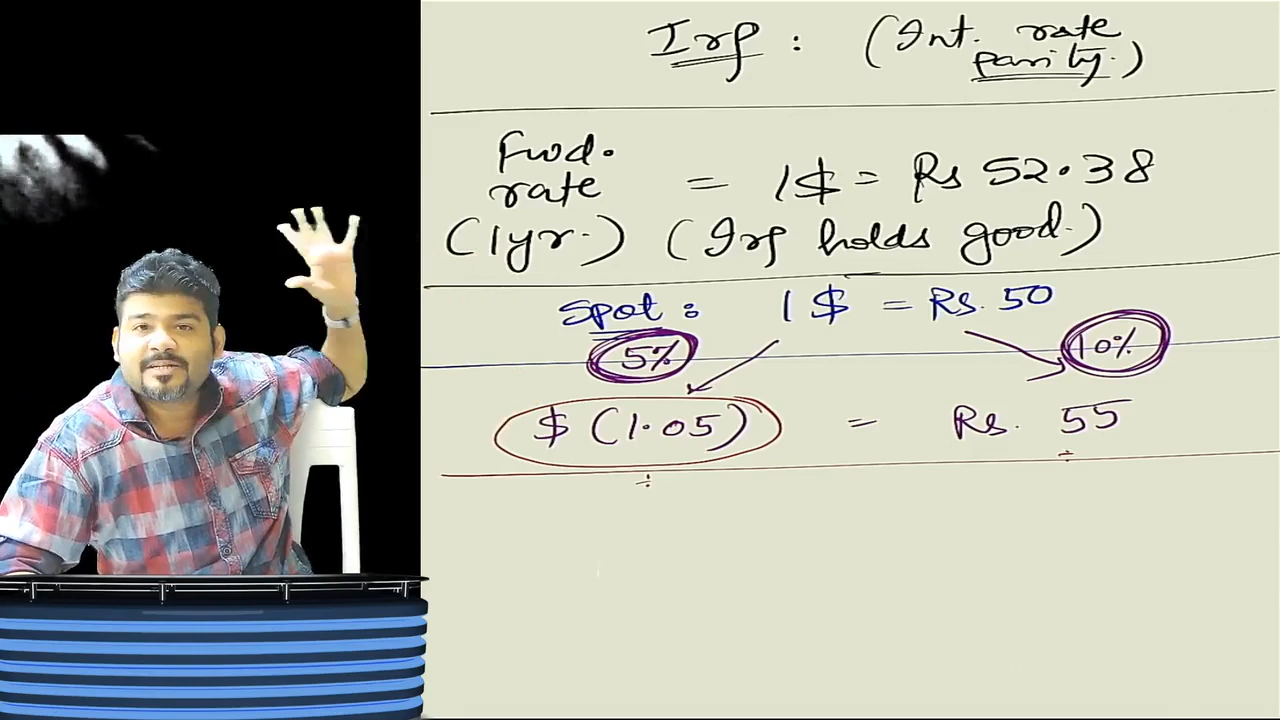 Irp : (Int. rate
parity.)
Fwd.
rate = 1$ = Rs 52.38
(1yr.) (Irp holds good.)
Spot: 1 $ = Rs. 50
5% 10%
$ (1.05) = Rs. 55
÷ ÷